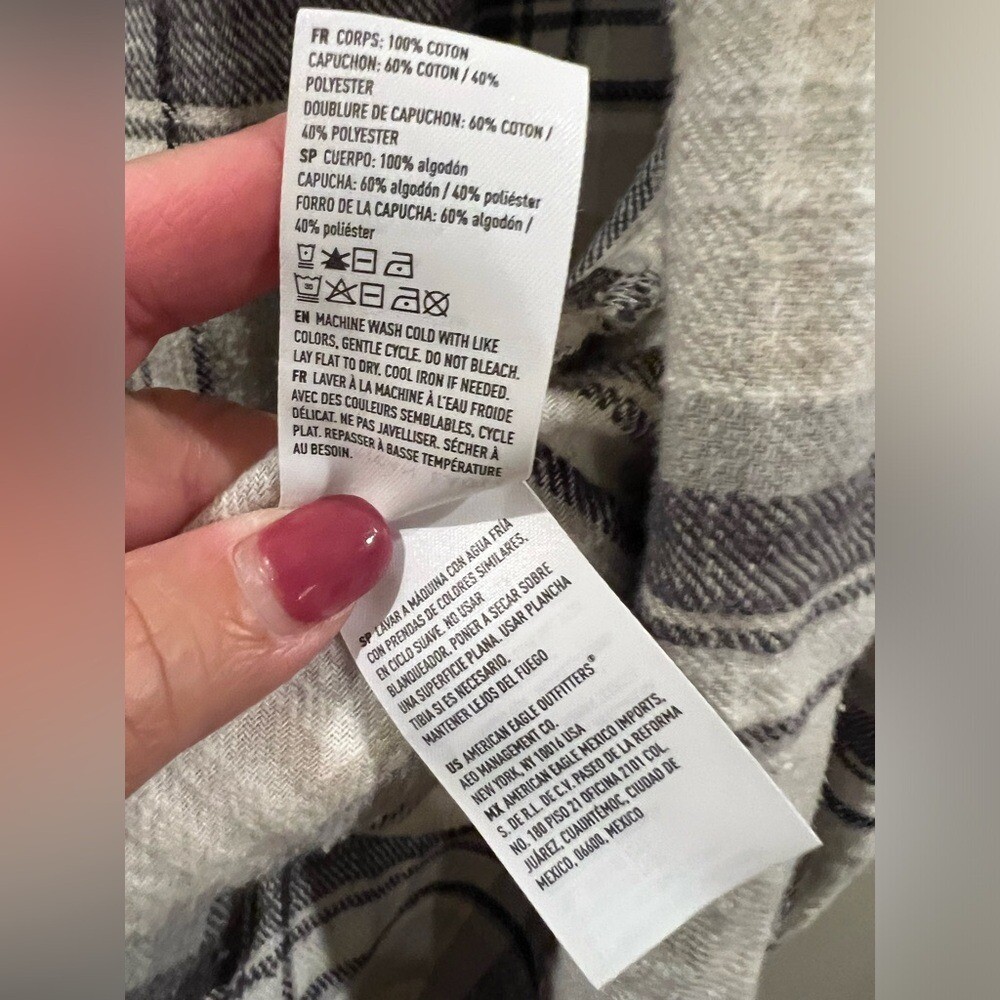 FR CORPS: 100% COTON
CAPUCHON: 60% COTON / 40%
POLYESTER
DOUBLURE DE CAPUCHON: 60% COTON /
40% POLYESTER
SP CUERPO: 100% algodón
CAPUCHA: 60% algodón / 40% poliéster
FORRO DE LA CAPUCHA: 60% algodón /
40% poliéster
EN MACHINE WASH COLD WITH LIKE
COLORS, GENTLE CYCLE. DO NOT BLEACH.
LAY FLAT TO DRY. COOL IRON IF NEEDED.
FR LAVER À LA MACHINE À L'EAU FROIDE
AVEC DES COULEURS SEMBLABLES, CYCLE
DÉLICAT. NE PAS JAVELLISER. SÉCHER À
PLAT. REPASSER À BASSE TEMPÉRATURE
AU BESOIN.
SP LAVAR A MÁQUINA CON AGUA FRÍA
CON PRENDAS DE COLORES SIMILARES,
EN CICLO SUAVE. NO USAR
BLANQUEADOR. PONER A SECAR SOBRE
UNA SUPERFICIE PLANA. USAR PLANCHA
TIBIA SI ES NECESARIO.
MANTENER LEJOS DEL FUEGO
US AMERICAN EAGLE OUTFITTERS®
AEO MANAGEMENT CO.
NEW YORK, NY 10016 USA
MX AMERICAN EAGLE MEXICO IMPORTS,
S. DE R.L. DE C.V. PASEO DE LA REFORMA
NO. 180 PISO 21 OFICINA 2101 COL.
JUÁREZ, CUAUHTÉMOC, CIUDAD DE
MEXICO, 06600, MEXICO